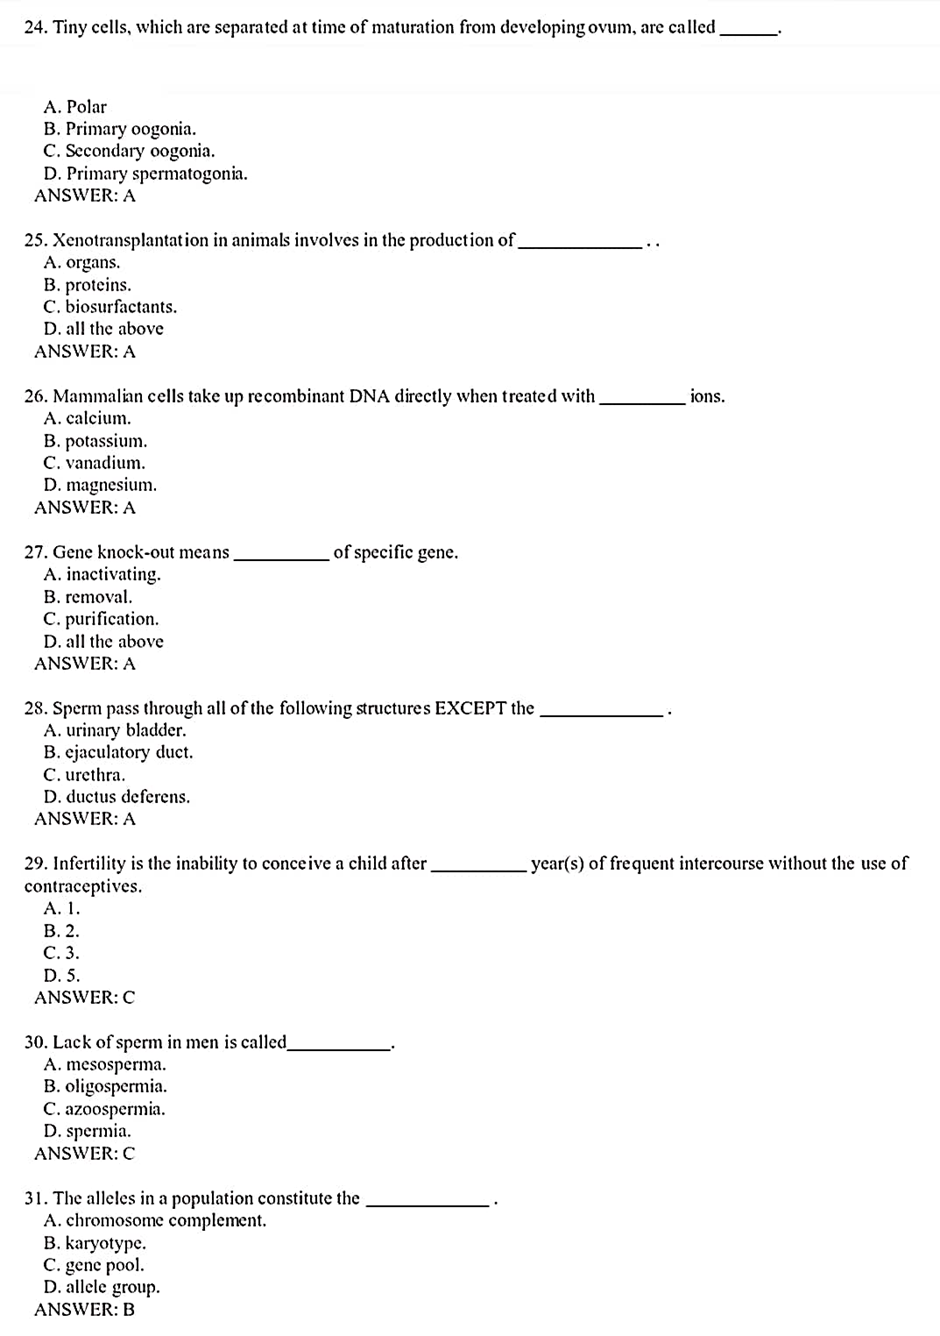 24. Tiny cells, which are separated at time of maturation from developing ovum, are called ______.
A. Polar
B. Primary oogonia.
C. Secondary oogonia.
D. Primary spermatogonia.
ANSWER: A
25. Xenotransplantation in animals involves in the production of _____________ . .
A. organs.
B. proteins.
C. biosurfactants.
D. all the above
ANSWER: A
26. Mammalian cells take up recombinant DNA directly when treated with _________ ions.
A. calcium.
B. potassium.
C. vanadium.
D. magnesium.
ANSWER: A
27. Gene knock-out means __________ of specific gene.
A. inactivating.
B. removal.
C. purification.
D. all the above
ANSWER: A
28. Sperm pass through all of the following structures EXCEPT the _____________ .
A. urinary bladder.
B. ejaculatory duct.
C. urethra.
D. ductus deferens.
ANSWER: A
29. Infertility is the inability to conceive a child after __________ year(s) of frequent intercourse without the use of
contraceptives.
A. 1.
B. 2.
C. 3.
D. 5.
ANSWER: C
30. Lack of sperm in men is called___________.
A. mesosperma.
B. oligospermia.
C. azoospermia.
D. spermia.
ANSWER: C
31. The alleles in a population constitute the _____________ .
A. chromosome complement.
B. karyotype.
C. gene pool.
D. allele group.
ANSWER: B